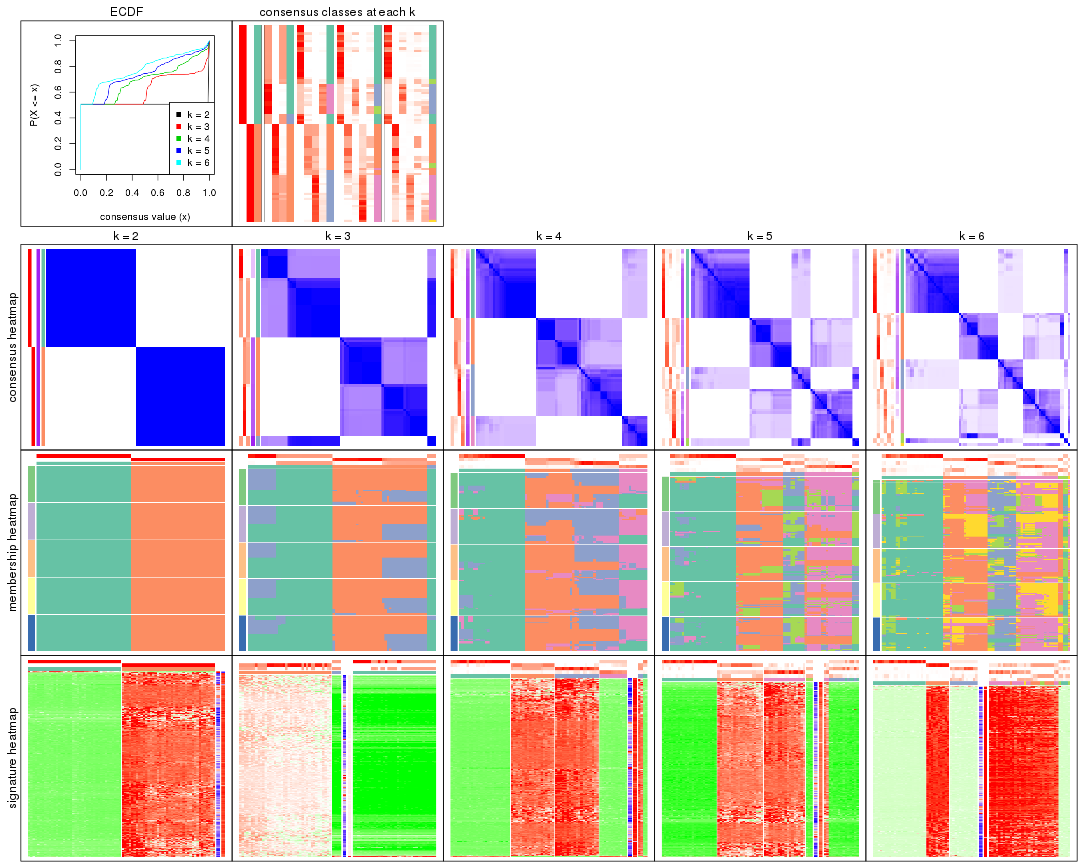 ECDF
consensus classes at each k
P(X <= x)
0.0 0.2 0.4 0.6 0.8 1.0
k = 2
k = 3
k = 4
k = 5
k = 6
0.0 0.2 0.4 0.6 0.8 1.0
consensus value (x)
k = 2 k = 3 k = 4 k = 5 k = 6
consensus heatmap
membership heatmap
signature heatmap